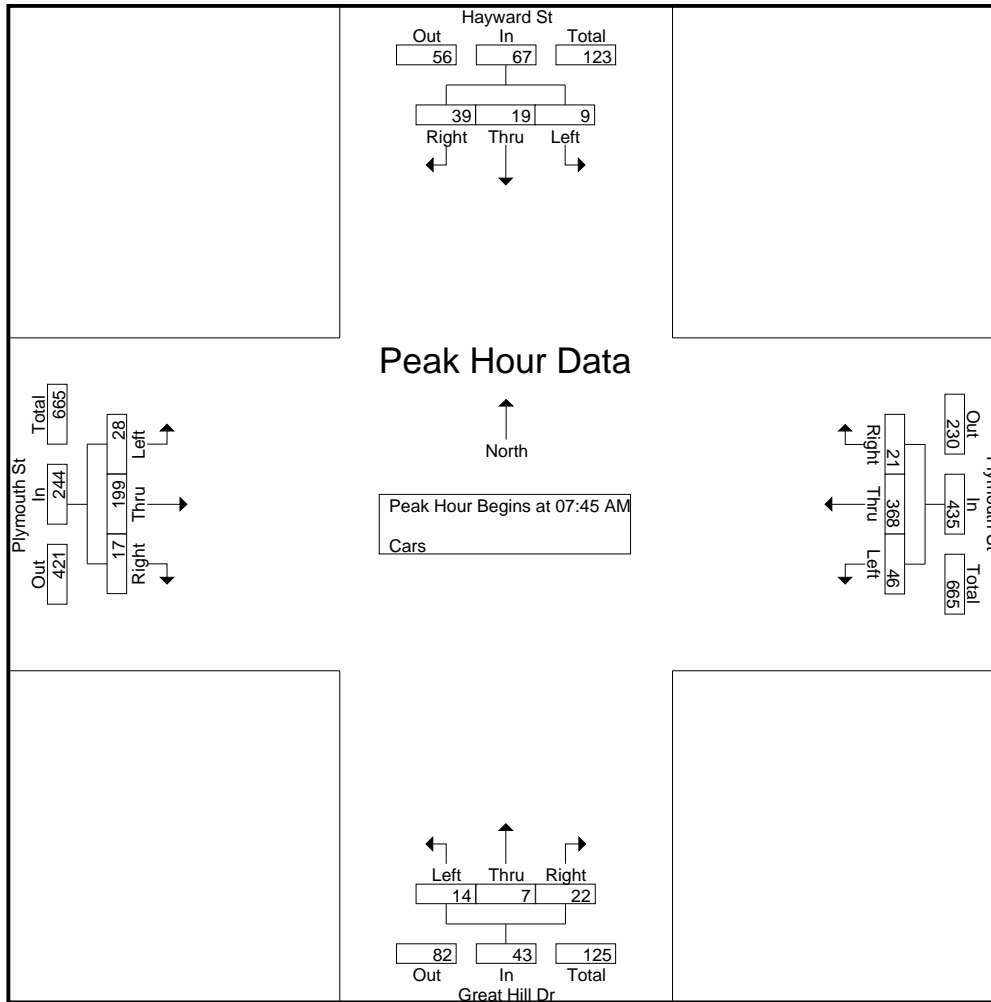 Hayward St
Out In Total
56 67 123
39 19 9
Right Thru Left
Peak Hour Data
North
Peak Hour Begins at 07:45 AM
Cars
Plymouth St
Total In Out
665 244 421
28 199 17
Left Thru Right
Plymouth St
Out In Total
230 435 665
21 368 46
Right Thru Left
Left Thru Right
14 7 22
82 43 125
Out In Total
Great Hill Dr